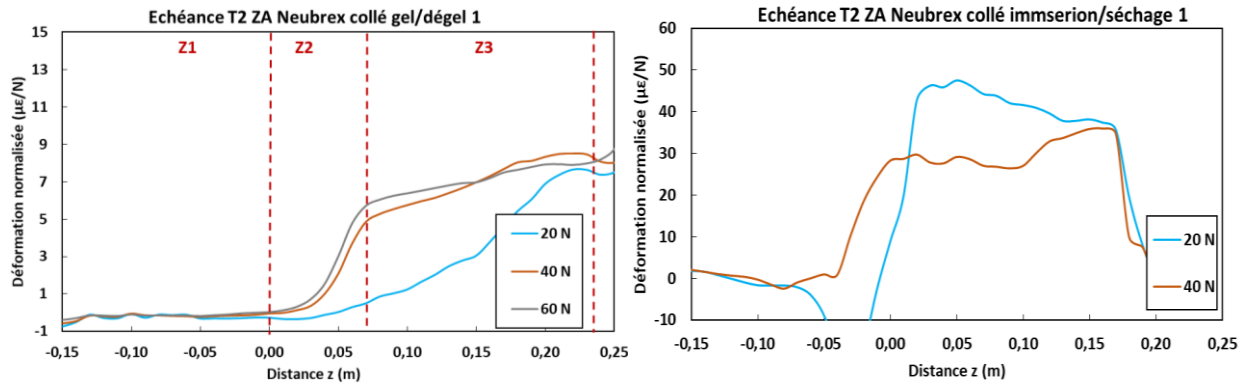 Echéance T2 ZA Neubrex collé gel/dégel 1
Déformation normalisée (µε/N)
15
13
11
9
7
5
3
1
-1
Z1
Z2
Z3
20 N
40 N
60 N
-0,15
-0,10
-0,05
0,00
0,05
0,10
0,15
0,20
0,25
Distance z (m)
Echéance T2 ZA Neubrex collé immserion/séchage 1
Déformation normalisée (µε/N)
60
50
40
30
20
10
0
-10
20 N
40 N
-0,15
-0,10
-0,05
0,00
0,05
0,10
0,15
0,20
0,25
Distance z (m)